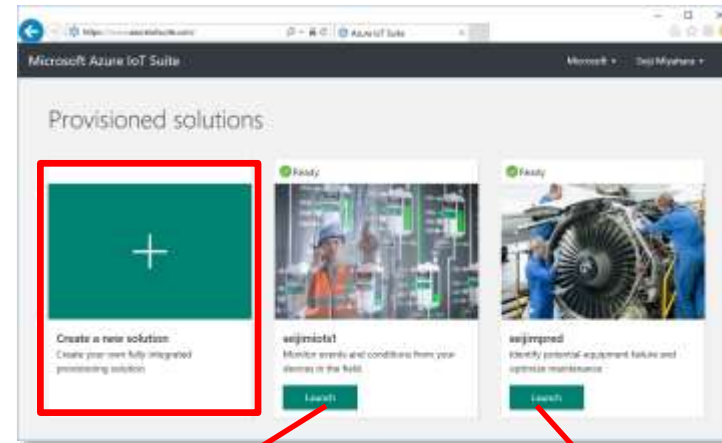 Azure IoT Suite
Microsoft Azure IoT Suite
Microsoft
Seiji Miyahara
Provisioned solutions
Ready
Ready
Create a new solution
Create your own fully integrated
provisioning solution
seijimiots1
Monitor events and conditions from your
devices in the field.
Launch
seijimpred
Identify potential equipment failure and
optimize maintenance
Launch